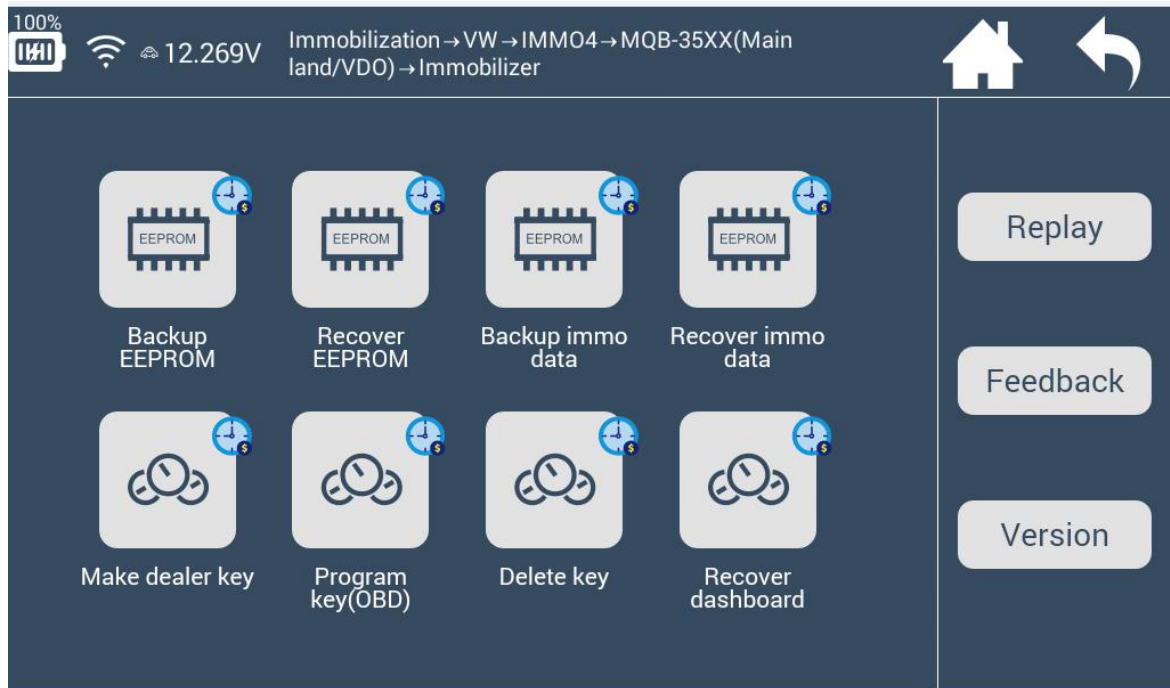 100%
12.269V
Immobilization→VW→IMMO4→MQB-35XX(Main
land/VDO)→Immobilizer
EEPROM
EEPROM
EEPROM
EEPROM
Backup
EEPROM
Recover
EEPROM
Backup immo
data
Recover immo
data
Make dealer key
Program
key(OBD)
Delete key
Recover
dashboard
Replay
Feedback
Version